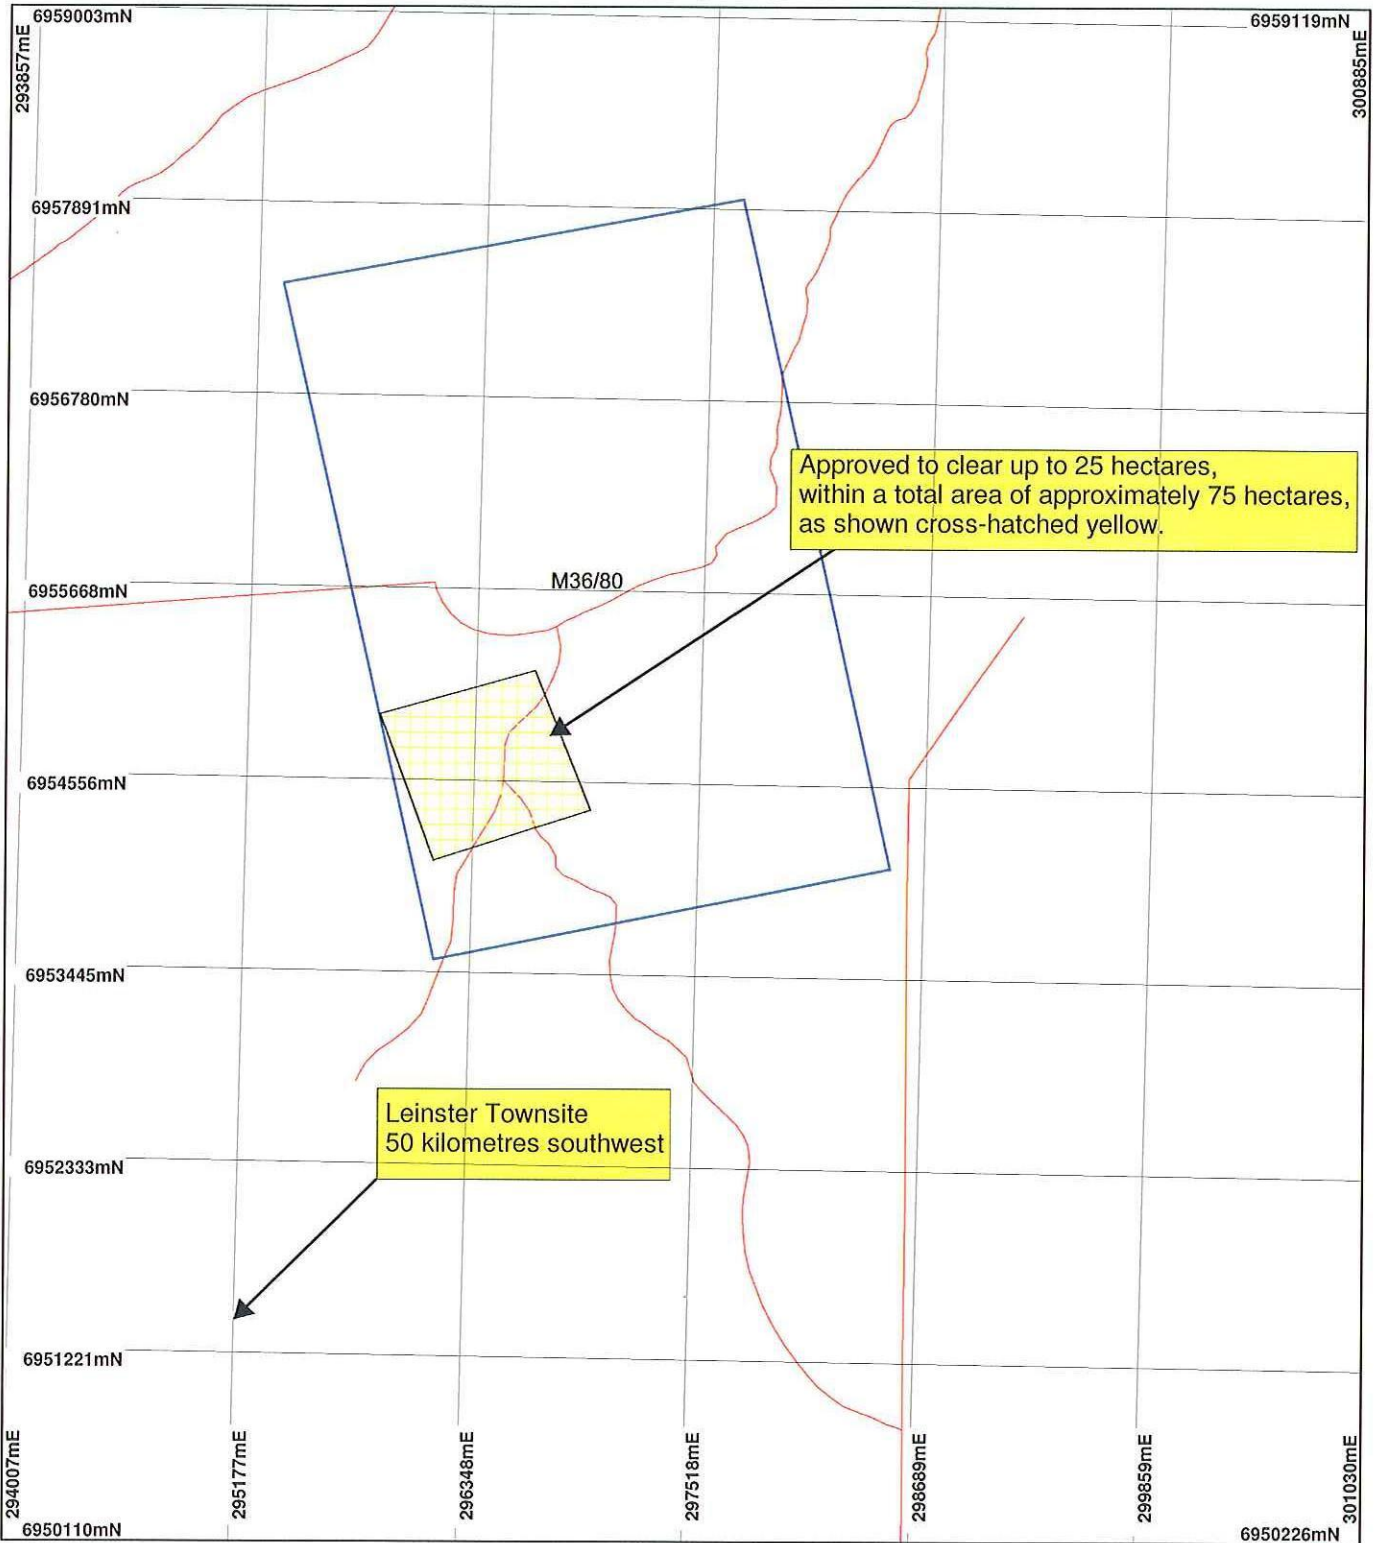 6959003mN
6959119mN
293857mE
300885mE
6957891mN
6956780mN
Approved to clear up to 25 hectares,
within a total area of approximately 75 hectares,
as shown cross-hatched yellow.
M36/80
6955668mN
6954556mN
6953445mN
Leinster Townsite
50 kilometres southwest
6952333mN
6951221mN
294007mE
295177mE
296348mE
297518mE
298689mE
299859mE
301030mE
6950110mN
6950226mN